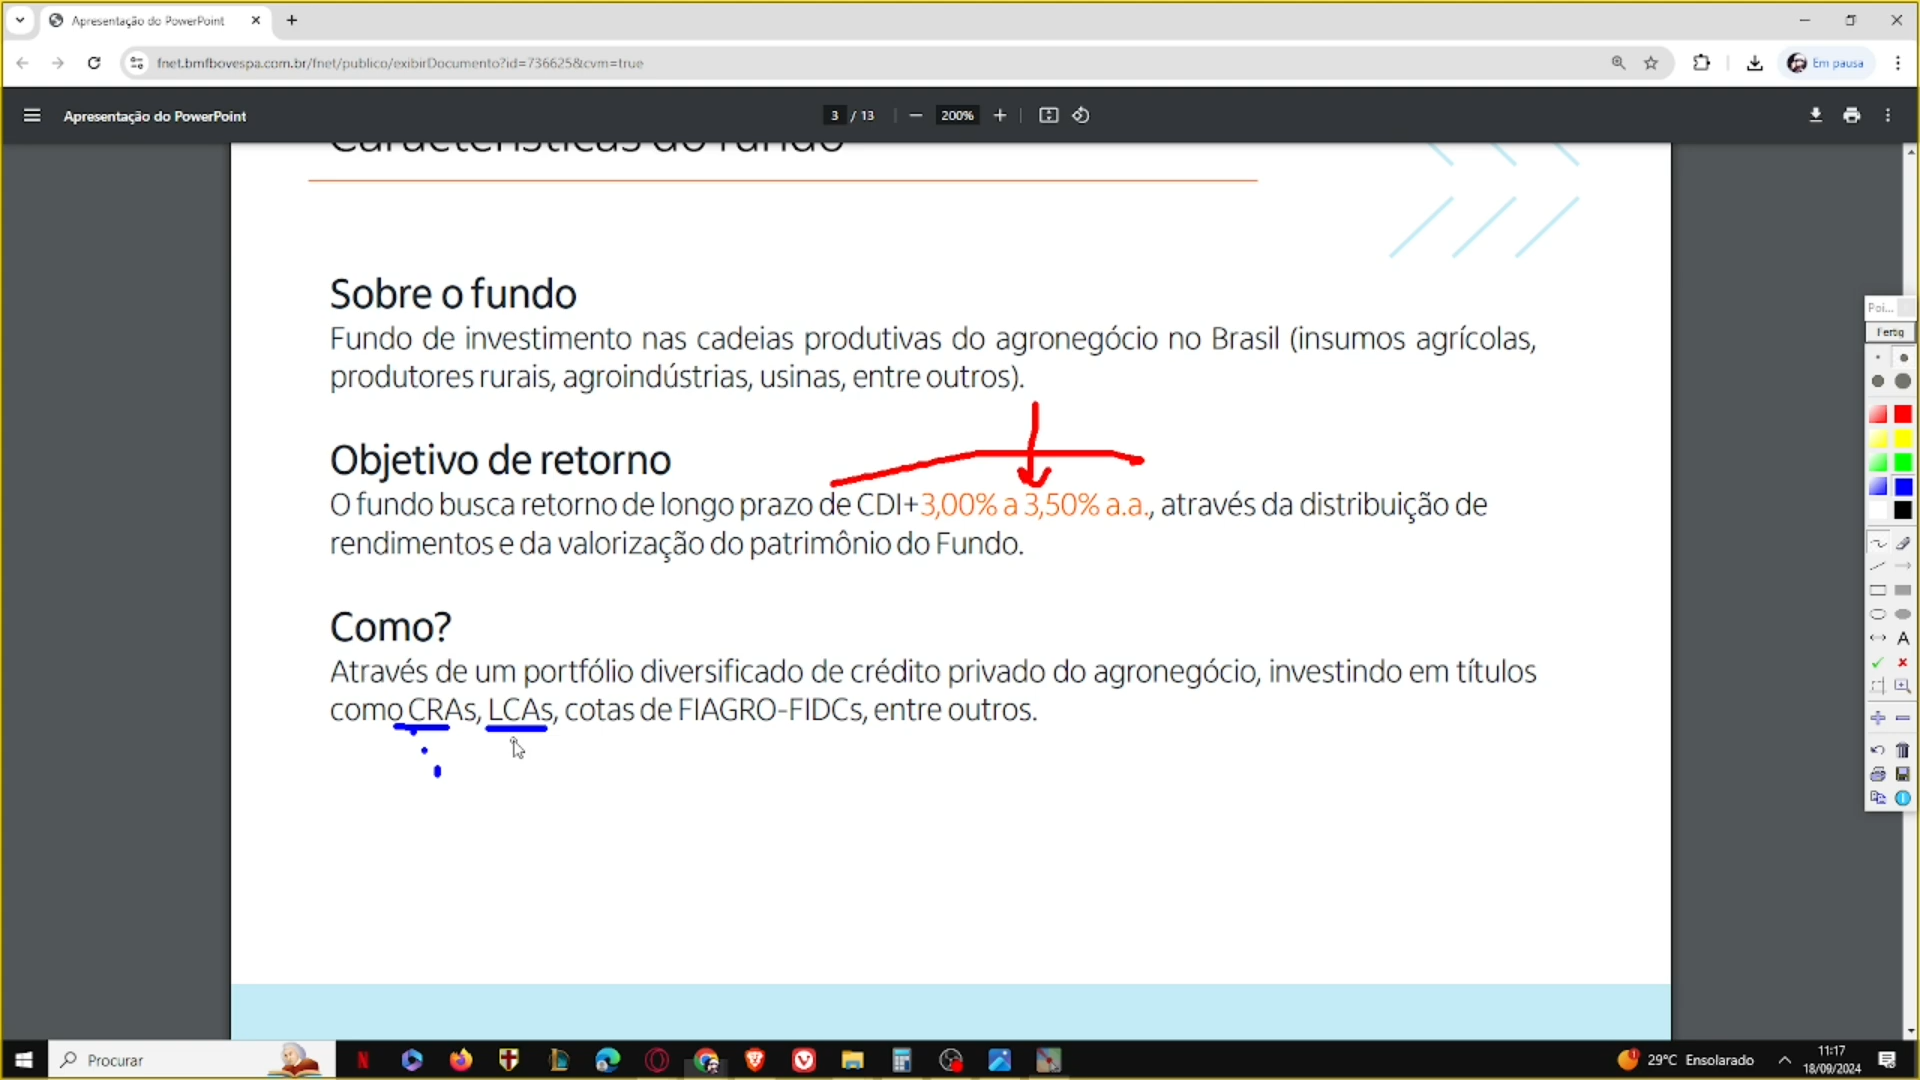 Apresentação do PowerPoint
fnet.bmfbovespa.com.br/fnet/publico/exibirDocumento?id=736625&cvm=true
Em pausa
Apresentação do PowerPoint
3 / 13
200%
Características do fundo
Sobre o fundo
Fundo de investimento nas cadeias produtivas do agronegócio no Brasil (insumos agrícolas,
produtores rurais, agroindústrias, usinas, entre outros).
Objetivo de retorno
O fundo busca retorno de longo prazo de CDI+3,00% a 3,50% a.a., através da distribuição de
rendimentos e da valorização do patrimônio do Fundo.
Como?
Através de um portfólio diversificado de crédito privado do agronegócio, investindo em títulos
como CRAs, LCAs, cotas de FIAGRO-FIDCs, entre outros.
Poi...
Fertig
A
Procurar
29°C Ensolarado
11:17
18/09/2024